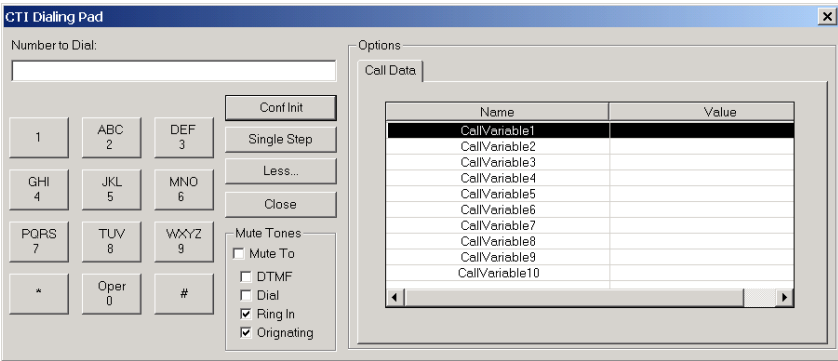 CTI Dialing Pad
Number to Dial:
1
ABC
2
DEF
3
GHI
4
JKL
5
MNO
6
PQRS
7
TUV
8
WXYZ
9
*
Oper
0
#
Conf Init
Single Step
Less...
Close
Mute Tones
Mute To
DTMF
Dial
Ring In
Orignating
Options
Call Data
Name Value
CallVariable1
CallVariable2
CallVariable3
CallVariable4
CallVariable5
CallVariable6
CallVariable7
CallVariable8
CallVariable9
CallVariable10